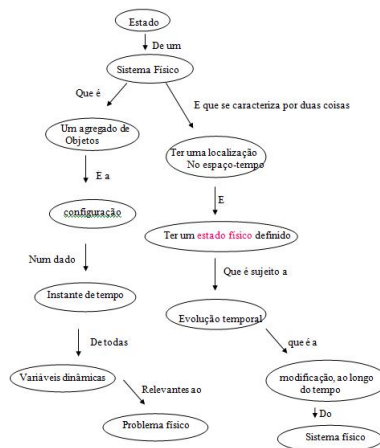 Estado
De um
Sistema Físico
Que é
E que se caracteriza por duas coisas
Um agregado de
Objetos
Ter uma localização
No espaço-tempo
E a
E
configuração
Ter um estado físico definido
Num dado
Que é sujeito a
Instante de tempo
Evolução temporal
De todas
que é a
Variáveis dinâmicas
modificação, ao longo
do tempo
Relevantes ao
Do
Problema físico
Sistema físico